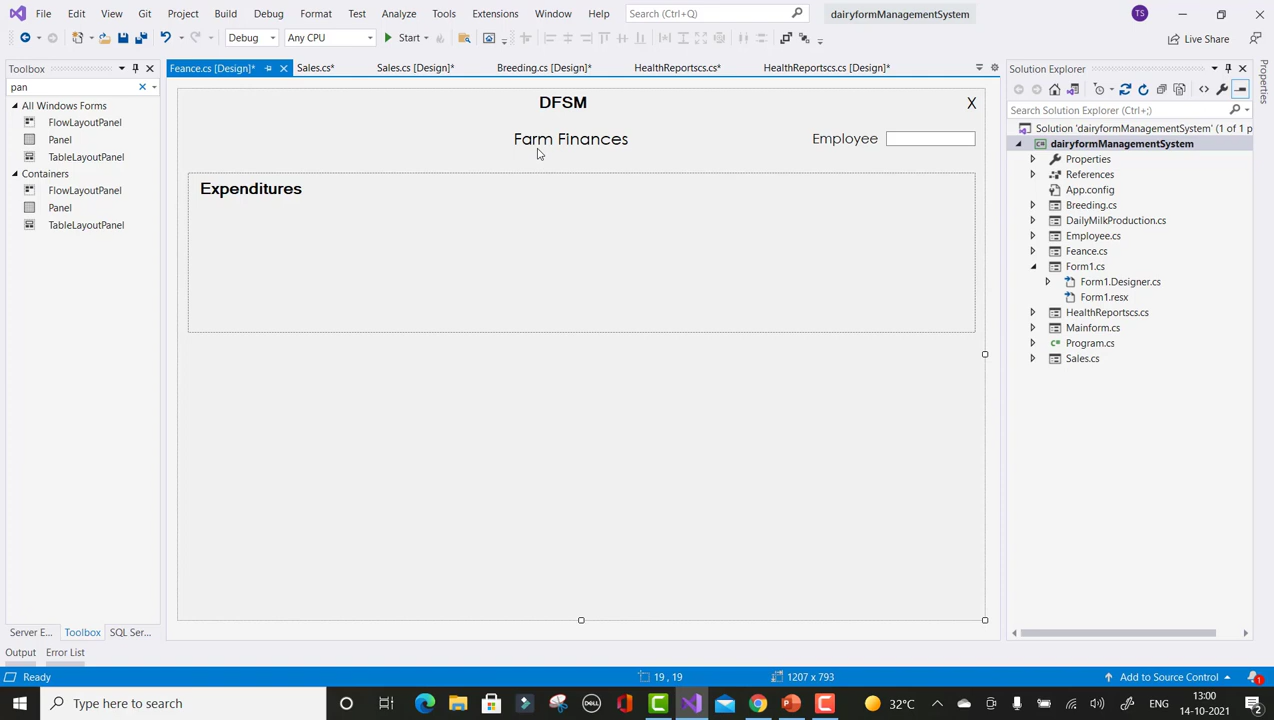 File Edit View Git Project Build Debug Format Test Analyze Tools Extensions Window Help Search (Ctrl+Q) dairyformManagementSystem TS
Debug Any CPU Start Live Share
Toolbox
pan
All Windows Forms
FlowLayoutPanel
Panel
TableLayoutPanel
Containers
FlowLayoutPanel
Panel
TableLayoutPanel
Server E... Toolbox SQL Ser...
Feance.cs [Design]* Sales.cs* Sales.cs [Design]* Breeding.cs [Design]* HealthReportscs.cs* HealthReportscs.cs [Design]*
DFSM X
Farm Finances Employee
Expenditures
Solution Explorer
Search Solution Explorer (Ctrl+;)
Solution 'dairyformManagementSystem' (1 of 1 p
dairyformManagementSystem
Properties
References
App.config
Breeding.cs
DailyMilkProduction.cs
Employee.cs
Feance.cs
Form1.cs
Form1.Designer.cs
Form1.resx
HealthReportscs.cs
Mainform.cs
Program.cs
Sales.cs
Properties
Output Error List
Ready 19 , 19 1207 x 793 Add to Source Control 1
Type here to search DELL 32°C ENG 13:00
14-10-2021 2